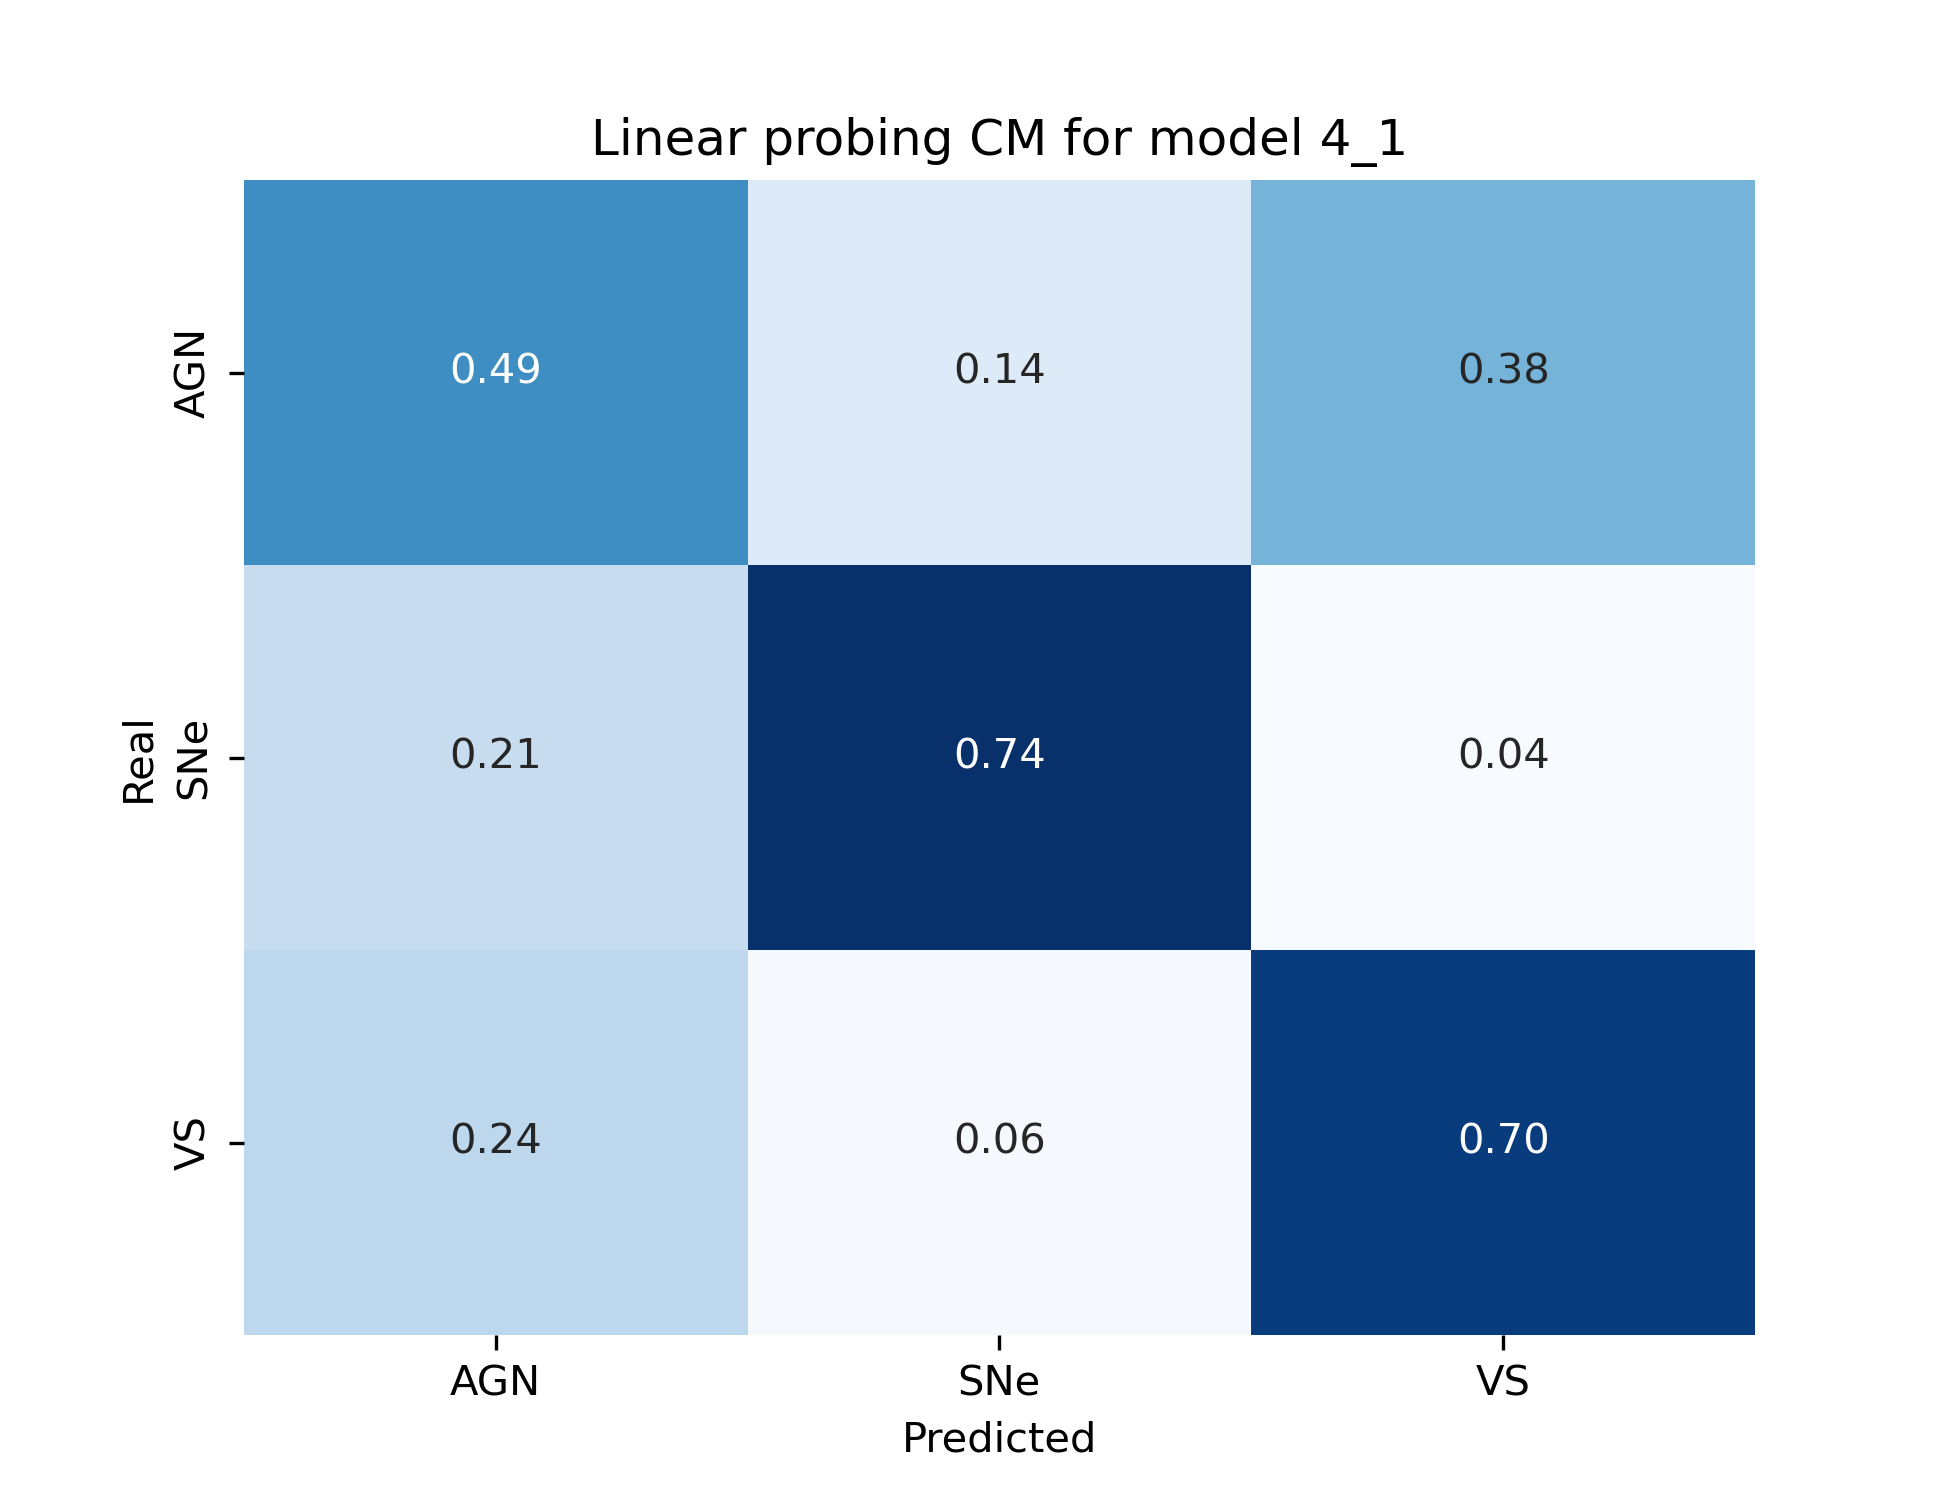 Linear probing CM for model 4_1
AGN
0.49
0.14
0.38
Real
SNe
0.21
0.74
0.04
VS
0.24
0.06
0.70
AGN
SNe
VS
Predicted